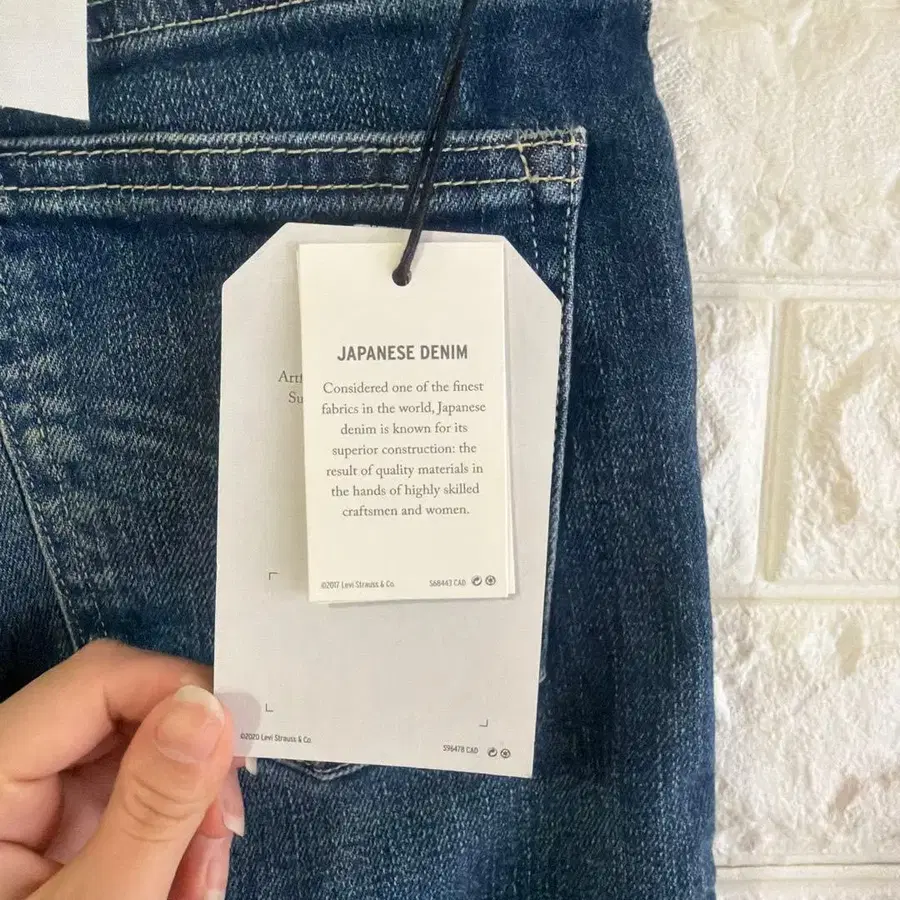 JAPANESE DENIM
Considered one of the finest
fabrics in the world, Japanese
denim is known for its
superior construction: the
result of quality materials in
the hands of highly skilled
craftsmen and women.
©2017 Levi Strauss & Co. S68443 CAD
©2020 Levi Strauss & Co. S96478 CAD